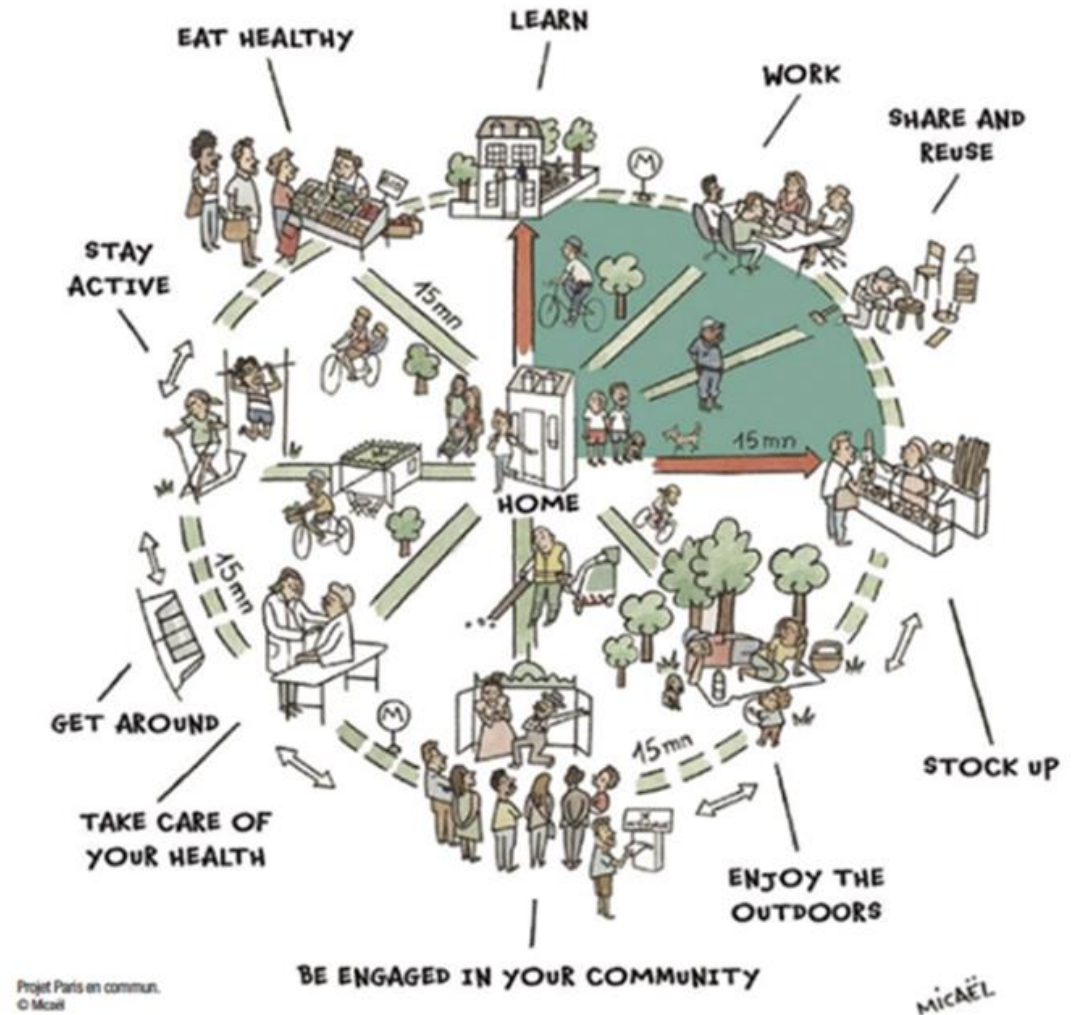 LEARN
EAT HEALTHY
WORK
SHARE AND
REUSE
M
STAY
ACTIVE
15mn
15mn
HOME
15mn
GET AROUND
M
15mn
STOCK UP
TAKE CARE OF
YOUR HEALTH
ENJOY THE
OUTDOORS
BE ENGAGED IN YOUR COMMUNITY
Projet Paris en commun.
© Micaël
MICAËL